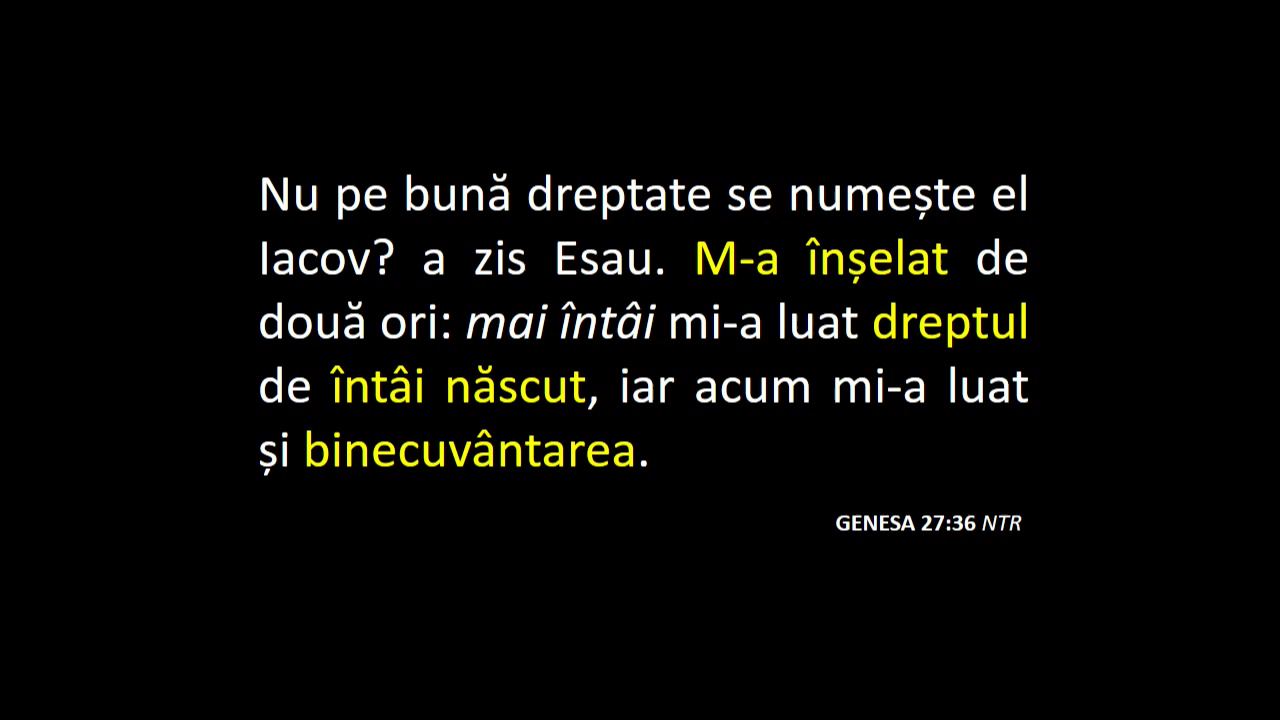 Nu pe bună dreptate se numește el
Iacov? a zis Esau. M-a înșelat de
două ori: mai întâi mi-a luat dreptul
de întâi născut, iar acum mi-a luat
și binecuvântarea.
GENESA 27:36 NTR